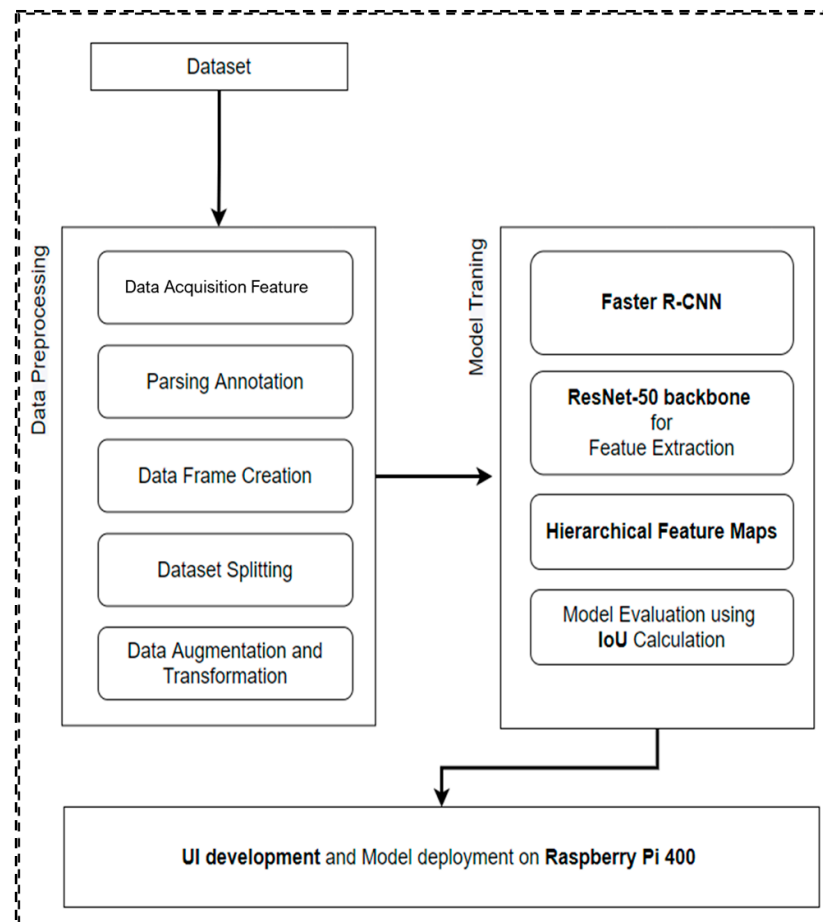 Dataset
Data Preprocessing
Data Acquisition Feature
Parsing Annotation
Data Frame Creation
Dataset Splitting
Data Augmentation and
Transformation
Model Traning
Faster R-CNN
ResNet-50 backbone
for
Featue Extraction
Hierarchical Feature Maps
Model Evaluation using
IoU Calculation
UI development and Model deployment on Raspberry Pi 400